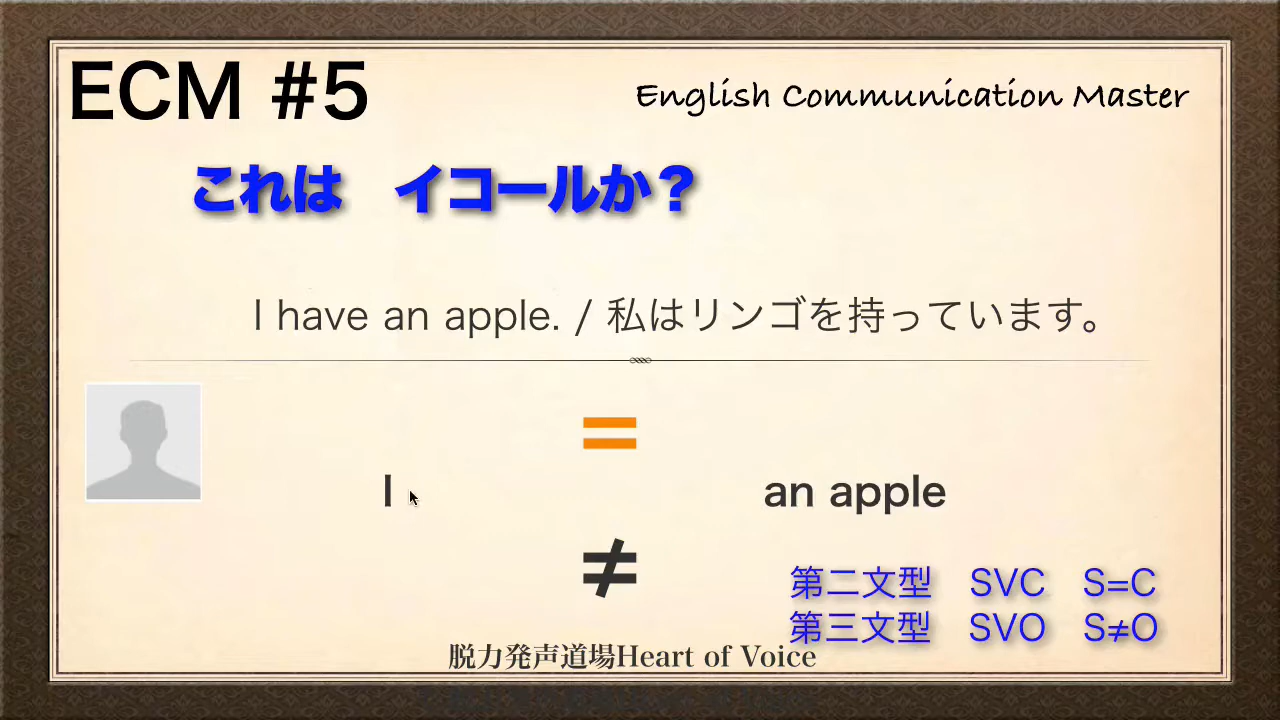 ECM #5
English Communication Master
これは　イコールか？
I have an apple. / 私はリンゴを持っています。
=
I
an apple
≠
第二文型　SVC　S=C
第三文型　SVO　S≠O
脱力発声道場Heart of Voice